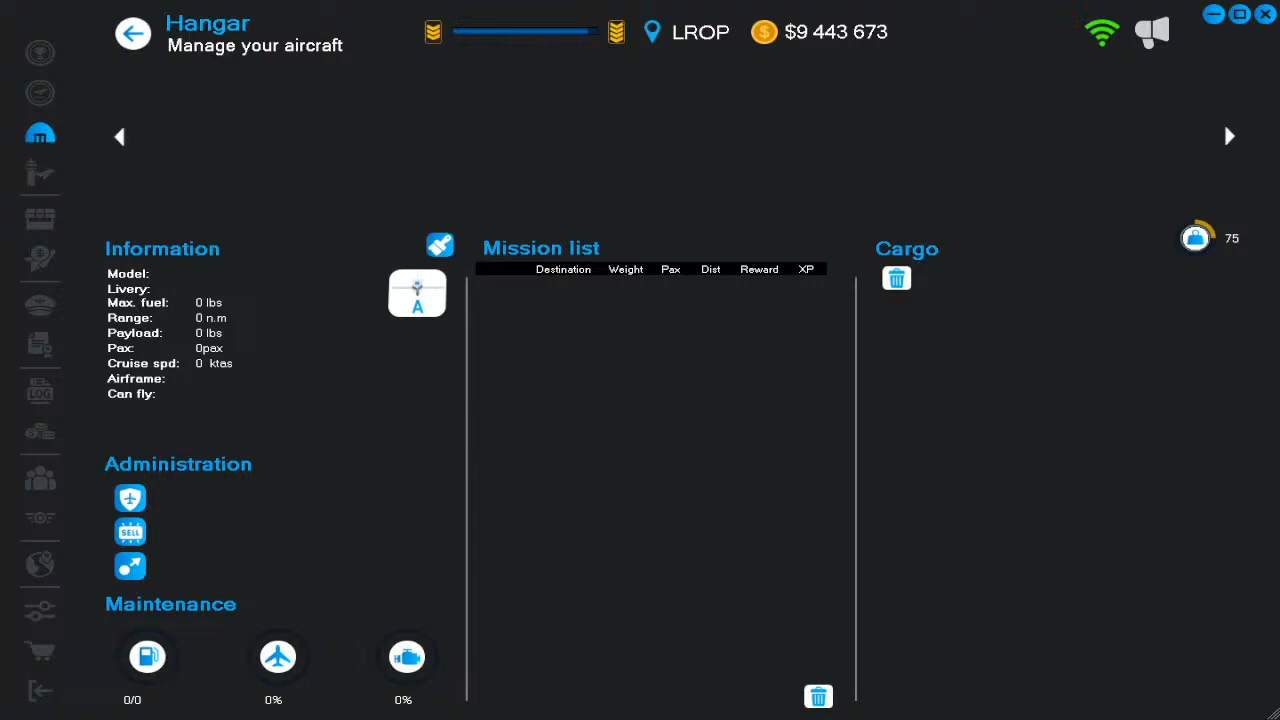 Hangar
Manage your aircraft
LROP
$9 443 673
75
Information
Model:
Livery:
Max. fuel: 0 lbs
Range: 0 n.m
Payload: 0 lbs
Pax: 0pax
Cruise spd: 0 ktas
Airframe:
Can fly:
A
Mission list
Destination Weight Pax Dist Reward XP
Cargo
Administration
SELL
Maintenance
0/0 0% 0%
LOG